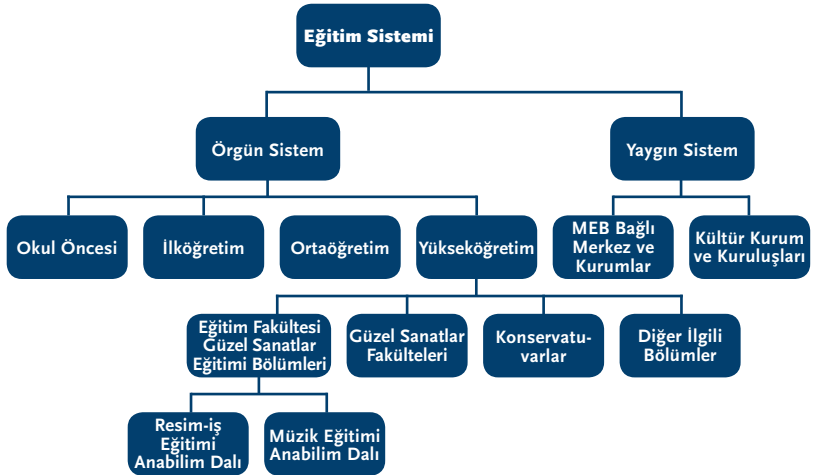 Eğitim Sistemi
Örgün Sistem
Yaygın Sistem
Okul Öncesi
İlköğretim
Ortaöğretim
Yükseköğretim
MEB Bağlı
Merkez ve
Kurumlar
Kültür Kurum
ve Kuruluşları
Eğitim Fakültesi
Güzel Sanatlar
Eğitimi Bölümleri
Güzel Sanatlar
Fakülteleri
Konservatu-
varlar
Diğer İlgili
Bölümler
Resim-iş
Eğitimi
Anabilim Dalı
Müzik Eğitimi
Anabilim Dalı